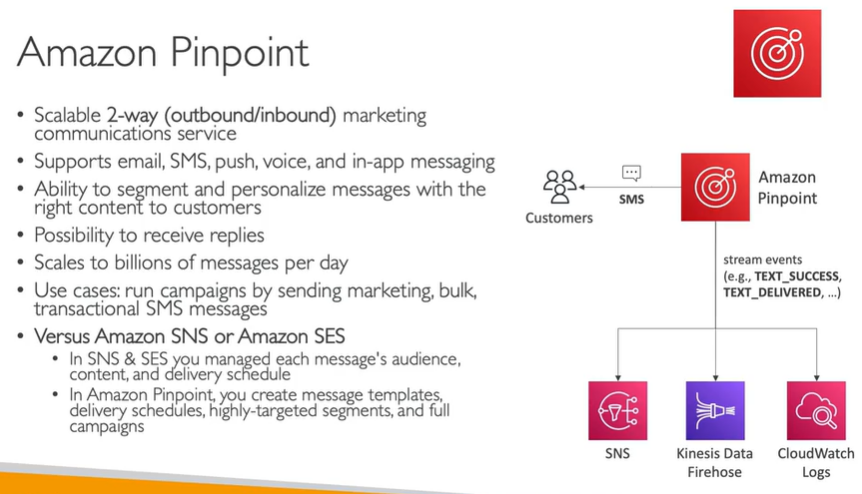 Amazon Pinpoint
• Scalable 2-way (outbound/inbound) marketing
communications service
• Supports email, SMS, push, voice, and in-app messaging
• Ability to segment and personalize messages with the
right content to customers
• Possibility to receive replies
• Scales to billions of messages per day
• Use cases: run campaigns by sending marketing, bulk,
transactional SMS messages
• Versus Amazon SNS or Amazon SES
• In SNS & SES you managed each message's audience,
content, and delivery schedule
• In Amazon Pinpoint, you create message templates,
delivery schedules, highly-targeted segments, and full
campaigns
Customers
SMS
Amazon
Pinpoint
stream events
(e.g., TEXT_SUCCESS,
TEXT_DELIVERED, ...)
SNS
Kinesis Data
Firehose
CloudWatch
Logs